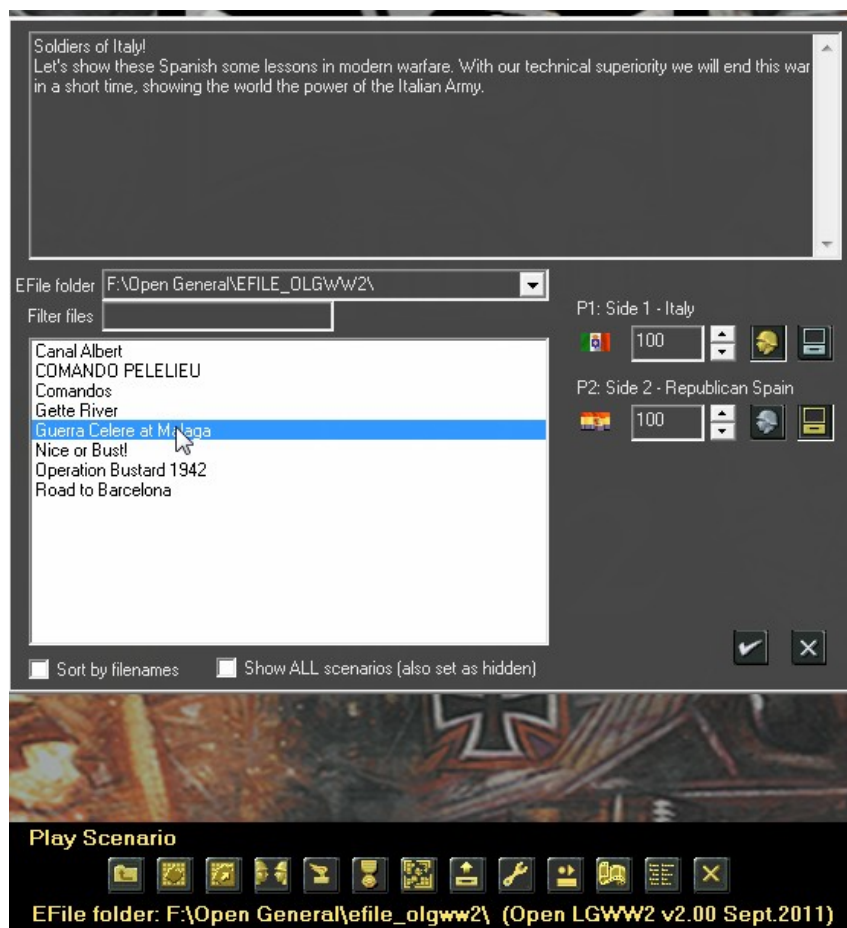 Soldiers of Italy!
Let's show these Spanish some lessons in modern warfare. With our technical superiority we will end this war
in a short time, showing the world the power of the Italian Army.
EFile folder F:\Open General\EFILE_OLGWW2\
Filter files
P1: Side 1 - Italy
100
P2: Side 2 - Republican Spain
100
Canal Albert
COMANDO PELELIEU
Comandos
Gette River
Guerra Celere at Malaga
Nice or Bust!
Operation Bustard 1942
Road to Barcelona
Sort by filenames
Show ALL scenarios (also set as hidden)
Play Scenario
EFile folder: F:\Open General\efile_olgww2\ (Open LGWW2 v2.00 Sept.2011)